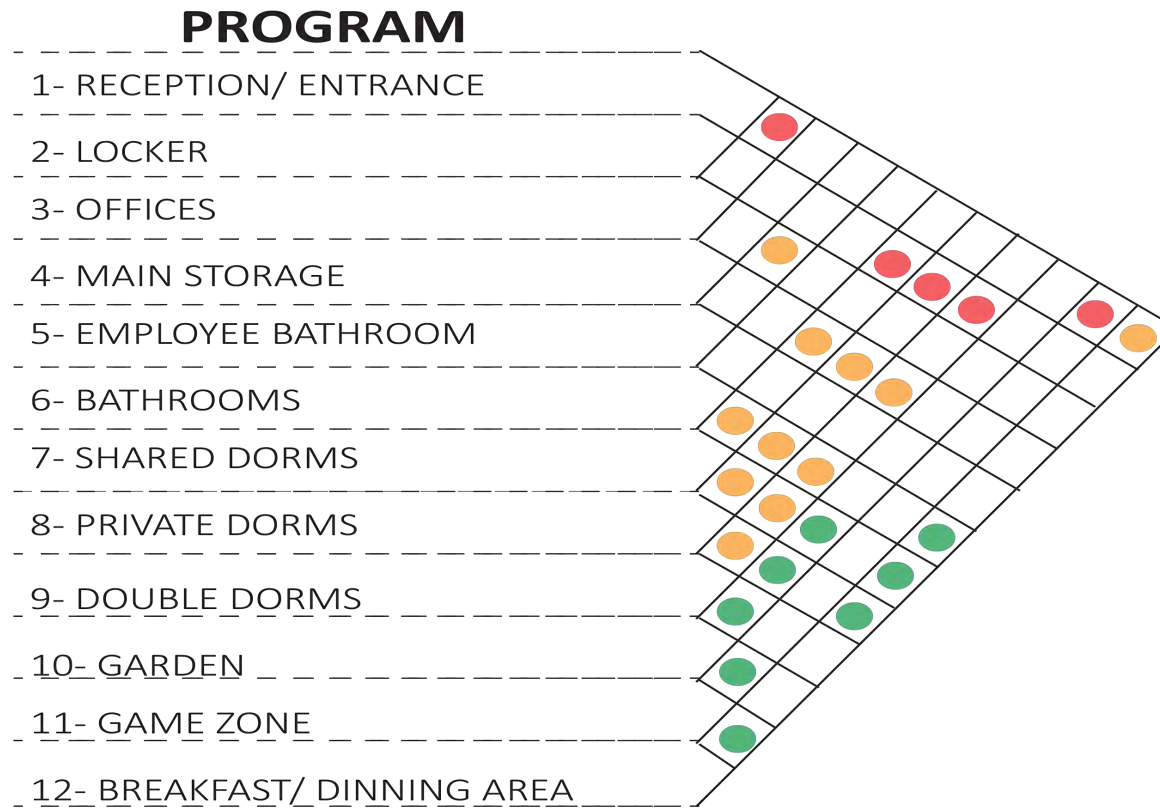 PROGRAM
1- RECEPTION/ ENTRANCE
2- LOCKER
3- OFFICES
4- MAIN STORAGE
5- EMPLOYEE BATHROOM
6- BATHROOMS
7- SHARED DORMS
8- PRIVATE DORMS
9- DOUBLE DORMS
10- GARDEN
11- GAME ZONE
12- BREAKFAST/ DINNING AREA